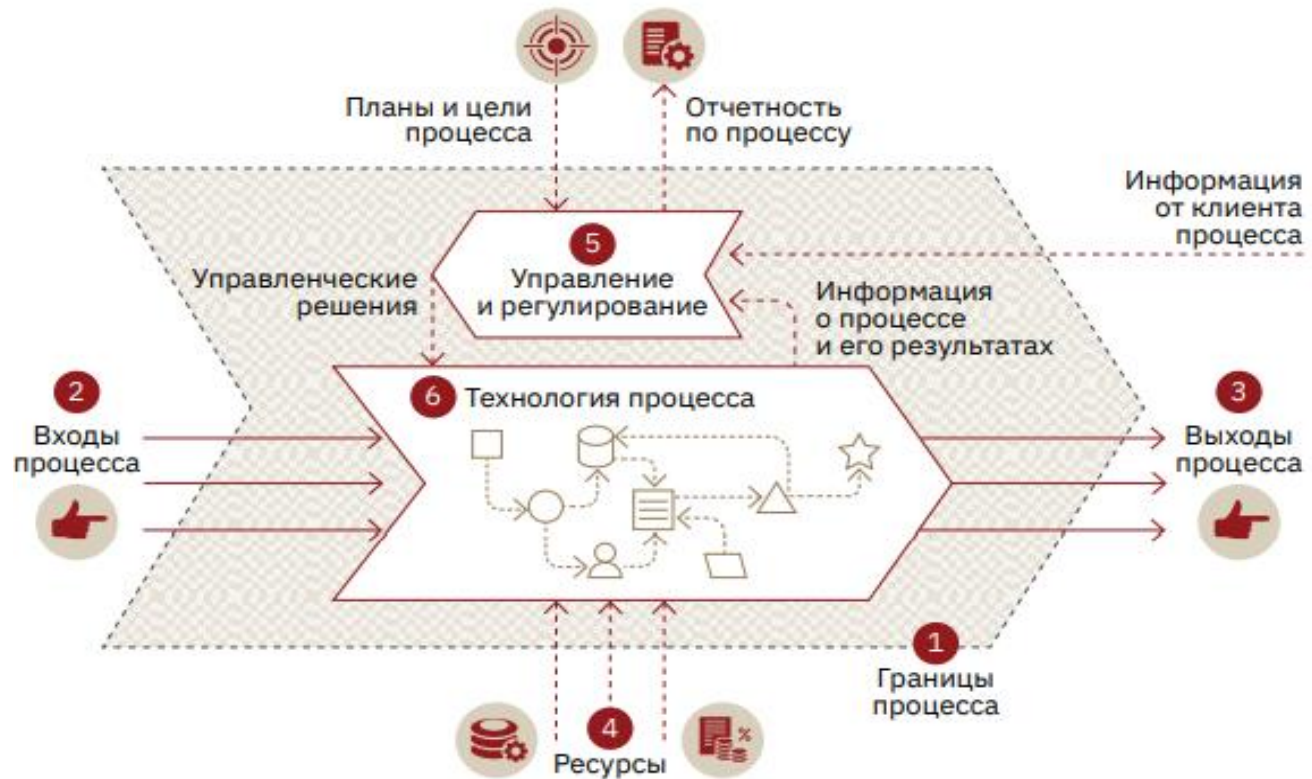 Планы и цели
процесса
Отчетность
по процессу
Информация
от клиента
процесса
5
Управление
и регулирование
Управленческие
решения
Информация
о процессе
и его результатах
2
Входы
процесса
6 Технология процесса
3
Выходы
процесса
1
Границы
процесса
4
Ресурсы
%